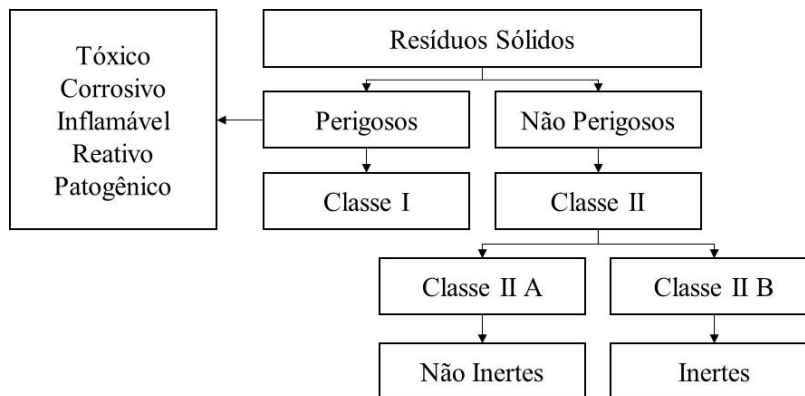 Resíduos Sólidos
Tóxico
Corrosivo
Inflamável
Reativo
Patogênico
Perigosos
Não Perigosos
Classe I
Classe II
Classe II A
Classe II B
Não Inertes
Inertes